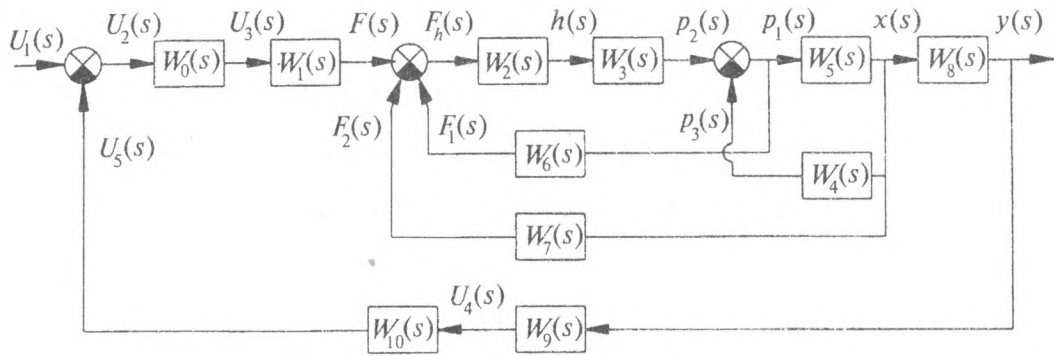 U₁(s) U₂(s) U₃(s) F(s) Fₕ(s) h(s) p₂(s) p₁(s) x(s) y(s)
W₀(s) W₁(s) W₂(s) W₃(s) W₅(s) W₈(s)
F₂(s) F₁(s) p₃(s)
U₅(s) W₆(s) W₄(s)
W₇(s)
U₄(s)
W₁₀(s) W₉(s)